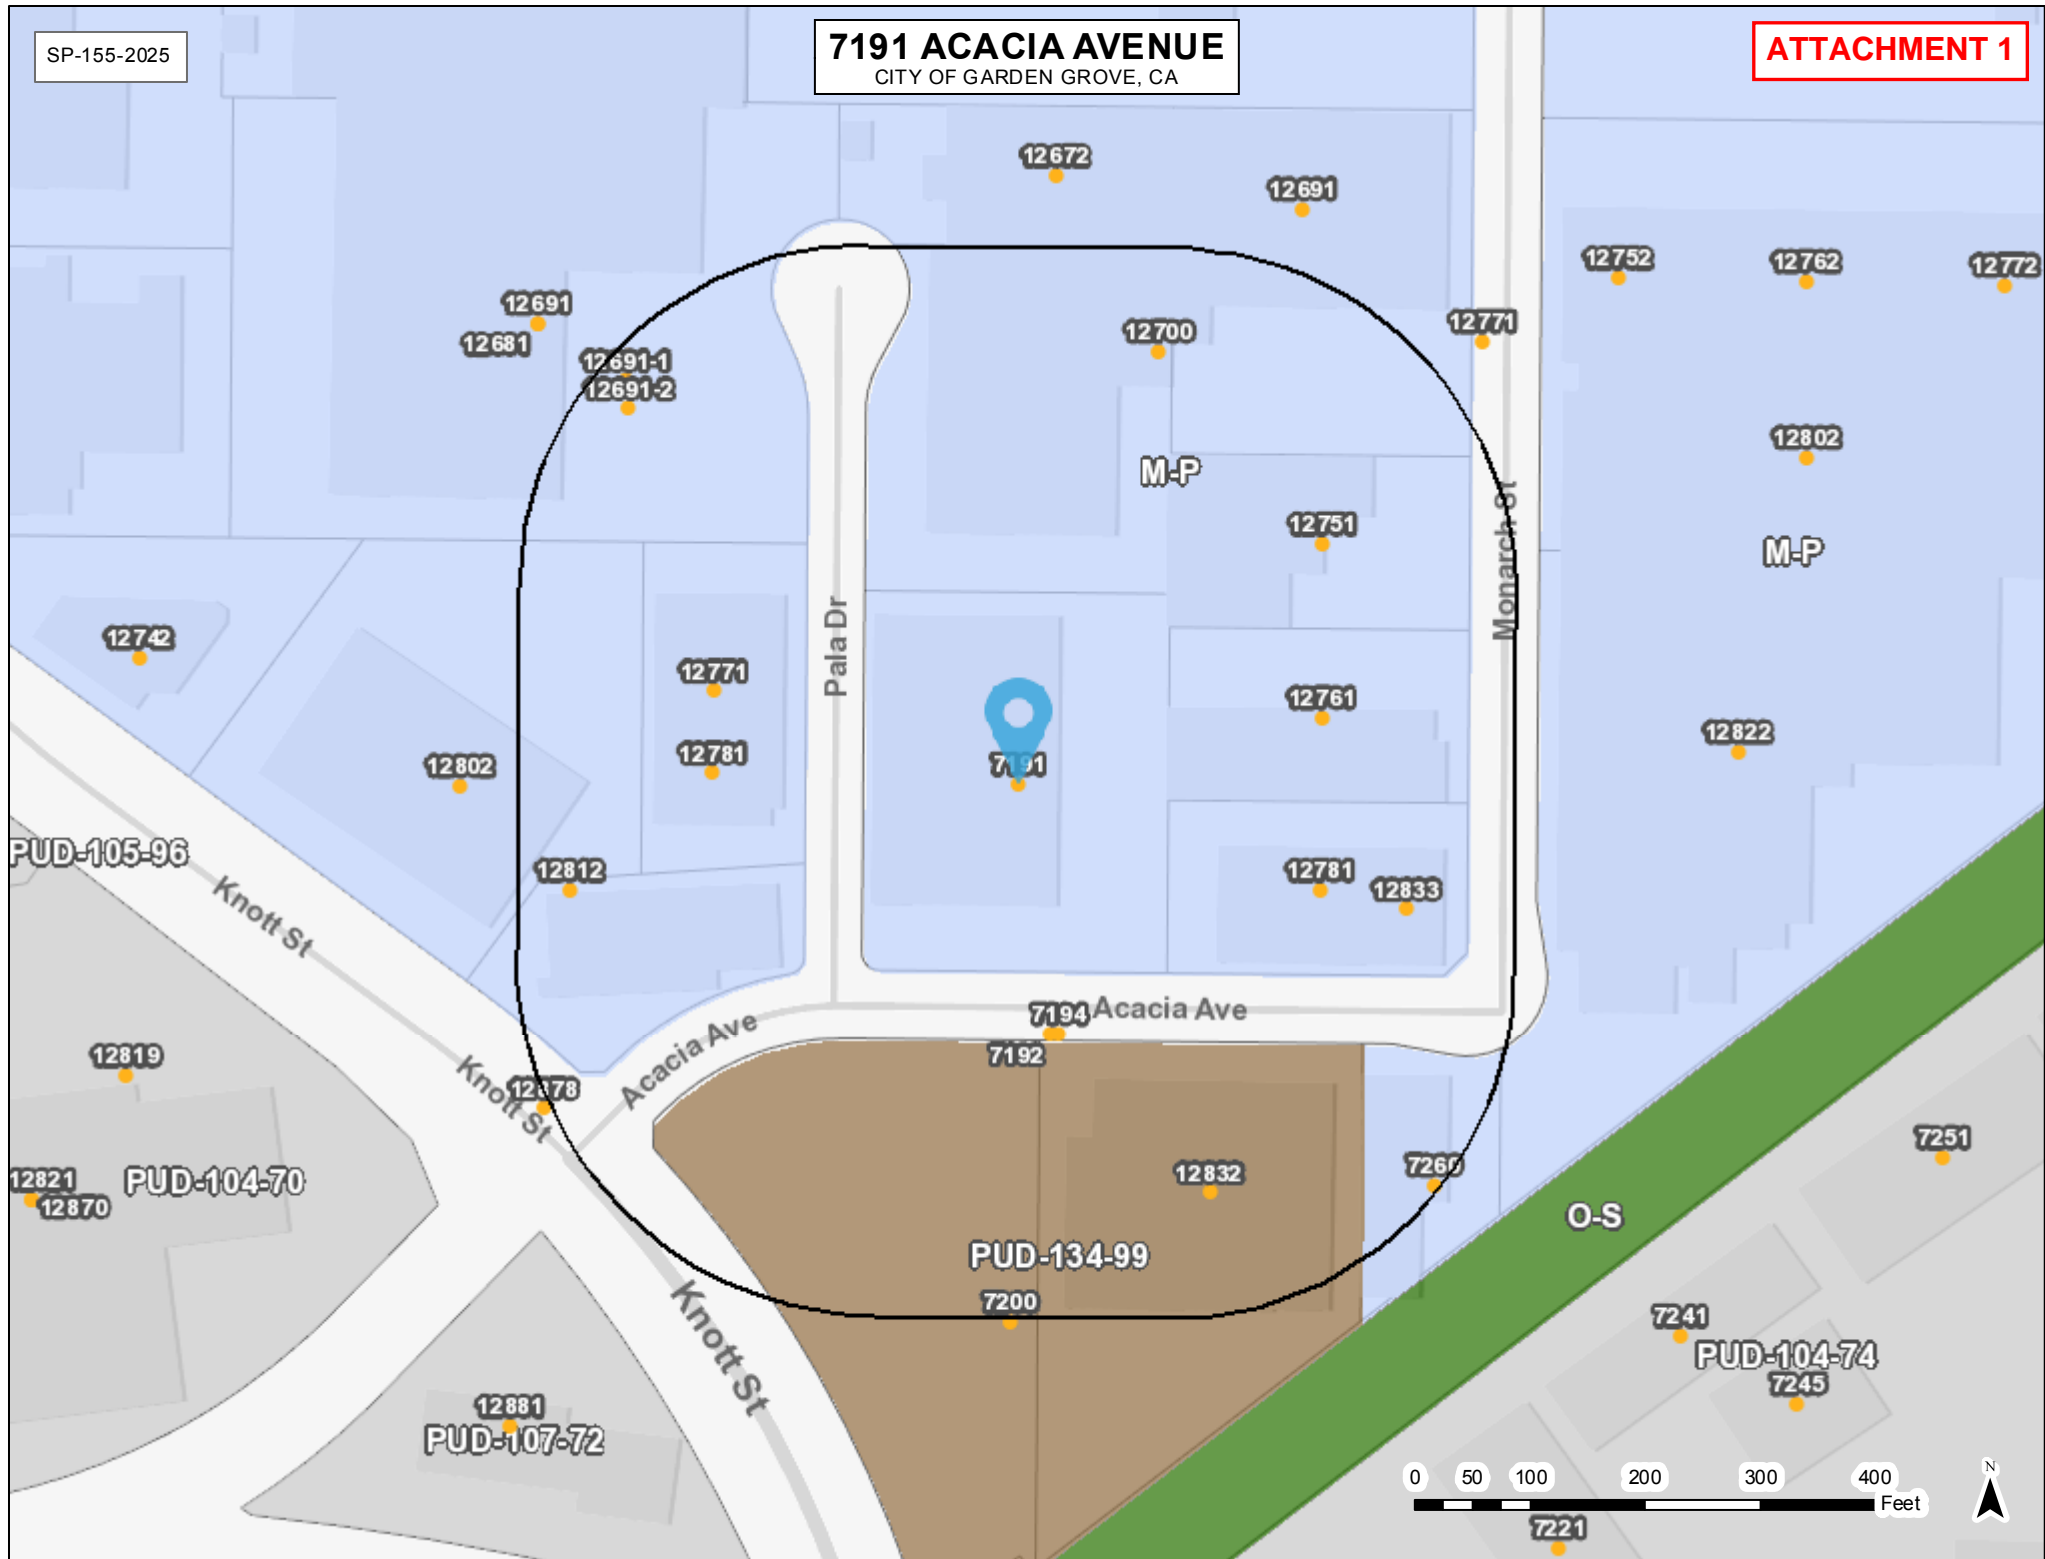 SP-155-2025
7191 ACACIA AVENUE
CITY OF GARDEN GROVE, CA
ATTACHMENT 1
12672
12691
12752
12762
12772
12691
12681
12691-1
12691-2
12700
12771
12802
M-P
12751
M-P
Monarch St
Pala Dr
12742
12771
12781
7191
12761
12822
12802
PUD-105-96
12812
12781
12833
Knott St
7194
Acacia Ave
7192
Acacia Ave
12819
Knott St
12878
12821
12870
PUD-104-70
12832
7260
7251
O-S
PUD-134-99
7200
Knott St
7241
PUD-104-74
7245
12881
PUD-107-72
0 50 100 200 300 400
Feet
N
7221